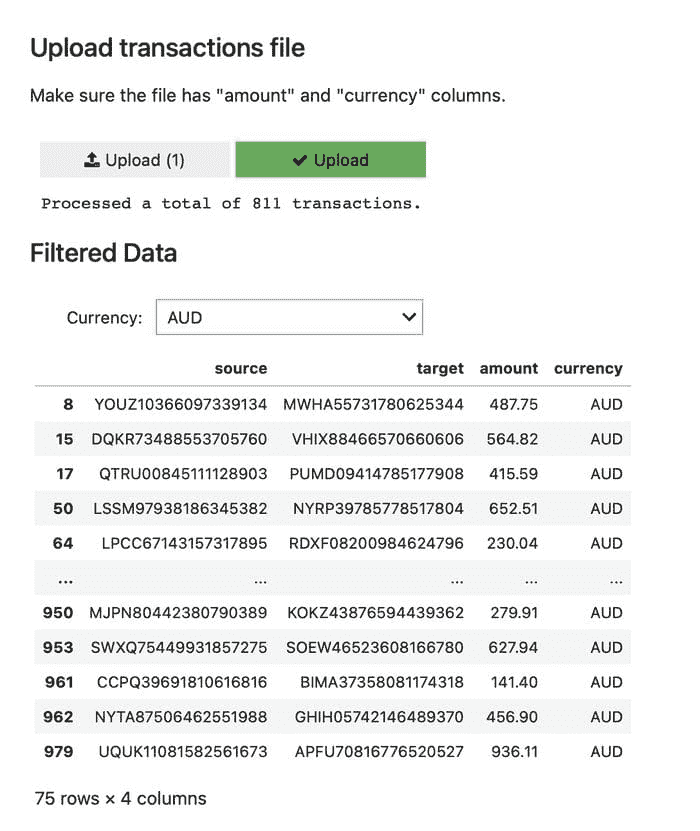 Upload transactions file
Make sure the file has "amount" and "currency" columns.
Upload (1) Upload
Processed a total of 811 transactions.
Filtered Data
Currency: AUD
source target amount currency
8 YOUZ10366097339134 MWHA55731780625344 487.75 AUD
15 DQKR73488553705760 VHIX88466570660606 564.82 AUD
17 QTRU00845111128903 PUMD09414785177908 415.59 AUD
50 LSSM97938186345382 NYRP39785778517804 652.51 AUD
64 LPCC67143157317895 RDXF08200984624796 230.04 AUD
... ... ... ... ...
950 MJPN80442380790389 KOKZ43876594439362 279.91 AUD
953 SWXQ75449931857275 SOEW46523608166780 627.94 AUD
961 CCPQ39691810616816 BIMA37358081174318 141.40 AUD
962 NYTA87506462551988 GHIH05742146489370 456.90 AUD
979 UQUK11081582561673 APFU70816776520527 936.11 AUD
75 rows × 4 columns